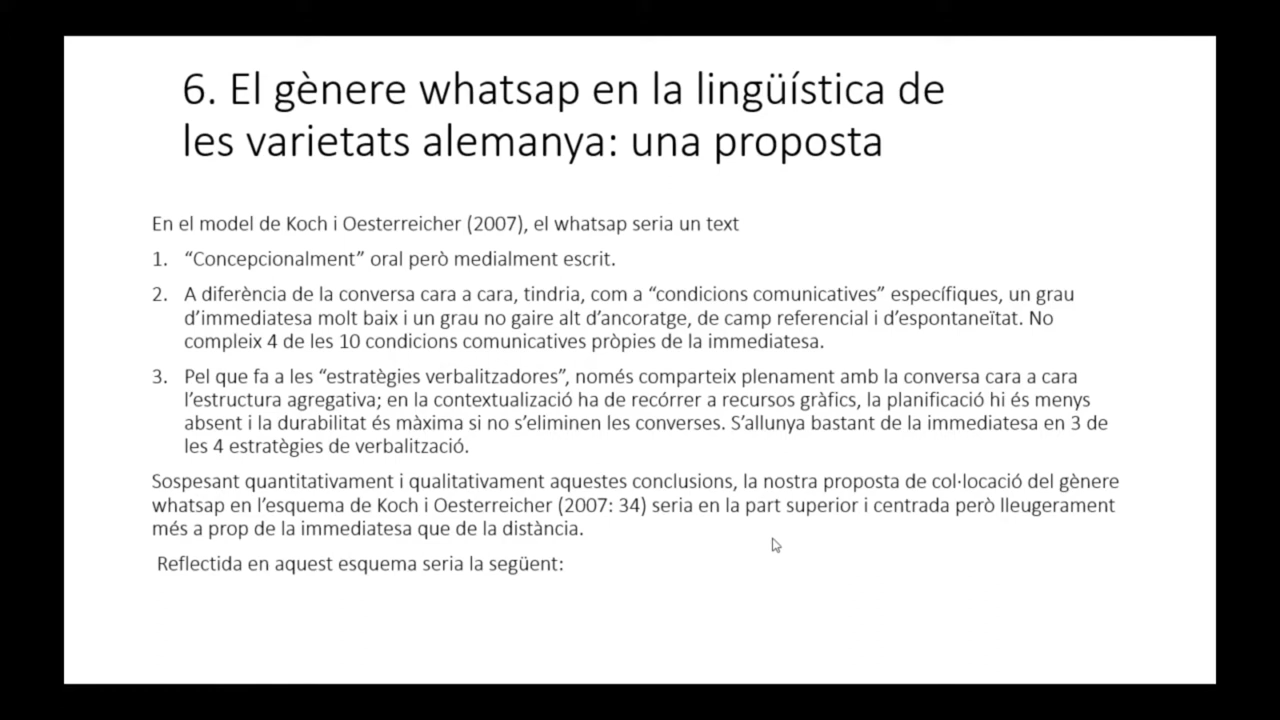 6. El gènere whatsap en la lingüística de
les varietats alemanya: una proposta
En el model de Koch i Oesterreicher (2007), el whatsap seria un text
1. “Concepcionalment” oral però medialment escrit.
2. A diferència de la conversa cara a cara, tindria, com a “condicions comunicatives” específiques, un grau
d’immediatesa molt baix i un grau no gaire alt d’ancoratge, de camp referencial i d’espontaneïtat. No
compleix 4 de les 10 condicions comunicatives pròpies de la immediatesa.
3. Pel que fa a les “estratègies verbalitzadores”, només comparteix plenament amb la conversa cara a cara
l’estructura agregativa; en la contextualizació ha de recórrer a recursos gràfics, la planificació hi és menys
absent i la durabilitat és màxima si no s’eliminen les converses. S’allunya bastant de la immediatesa en 3 de
les 4 estratègies de verbalització.
Sospesant quantitativament i qualitativament aquestes conclusions, la nostra proposta de col·locació del gènere
whatsap en l’esquema de Koch i Oesterreicher (2007: 34) seria en la part superior i centrada però lleugerament
més a prop de la immediatesa que de la distància.
Reflectida en aquest esquema seria la següent: